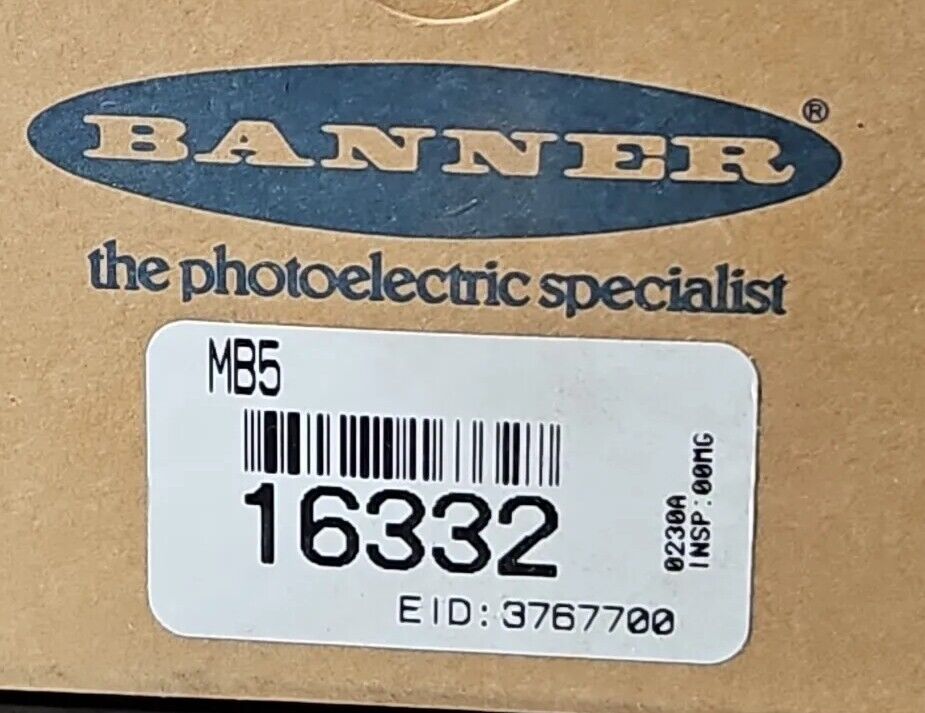 BANNER®
the photoelectric specialist
MB5
16332
EID: 3767700
0230A
INSP:00MG